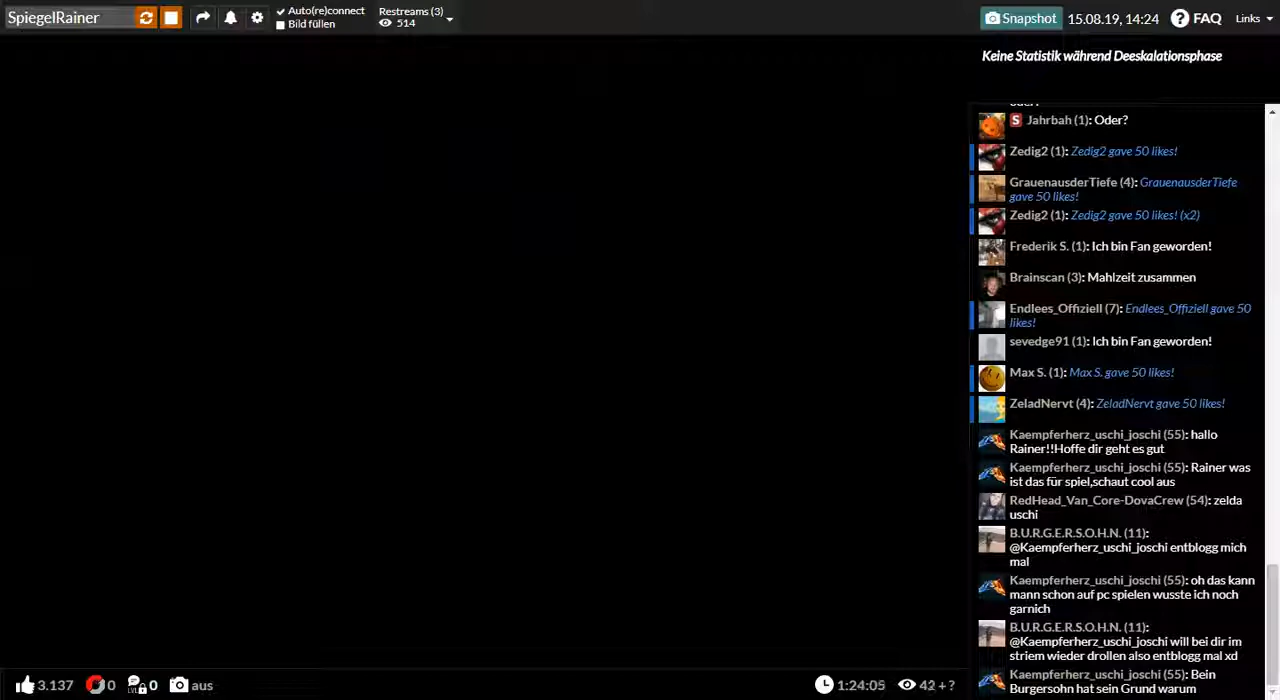 SpiegelRainer
Auto(re)connect
Bild füllen
Restreams (3)
514
Snapshot
15.08.19, 14:24
FAQ
Links
Keine Statistik während Deeskalationsphase
oder?
S Jahrbah (1): Oder?
Zedig2 (1): Zedig2 gave 50 likes!
GrauenausderTiefe (4): GrauenausderTiefe
gave 50 likes!
Zedig2 (1): Zedig2 gave 50 likes! (x2)
Frederik S. (1): Ich bin Fan geworden!
Brainscan (3): Mahlzeit zusammen
Endlees_Offiziell (7): Endlees_Offiziell gave 50
likes!
sevedge91 (1): Ich bin Fan geworden!
Max S. (1): Max S. gave 50 likes!
ZeladNervt (4): ZeladNervt gave 50 likes!
Kaempferherz_uschi_joschi (55): hallo
Rainer!!Hoffe dir geht es gut
Kaempferherz_uschi_joschi (55): Rainer was
ist das für spiel,schaut cool aus
RedHead_Van_Core-DovaCrew (54): zelda
uschi
B.U.R.G.E.R.S.O.H.N. (11):
@Kaempferherz_uschi_joschi entblogg mich
mal
Kaempferherz_uschi_joschi (55): oh das kann
mann schon auf pc spielen wusste ich noch
garnich
B.U.R.G.E.R.S.O.H.N. (11):
@Kaempferherz_uschi_joschi will bei dir im
striem wieder drollen also entblogg mal xd
Kaempferherz_uschi_joschi (55): Bein
Burgersohn hat sein Grund warum
3.137
0
LVL
0
aus
1:24:05
42 + ?